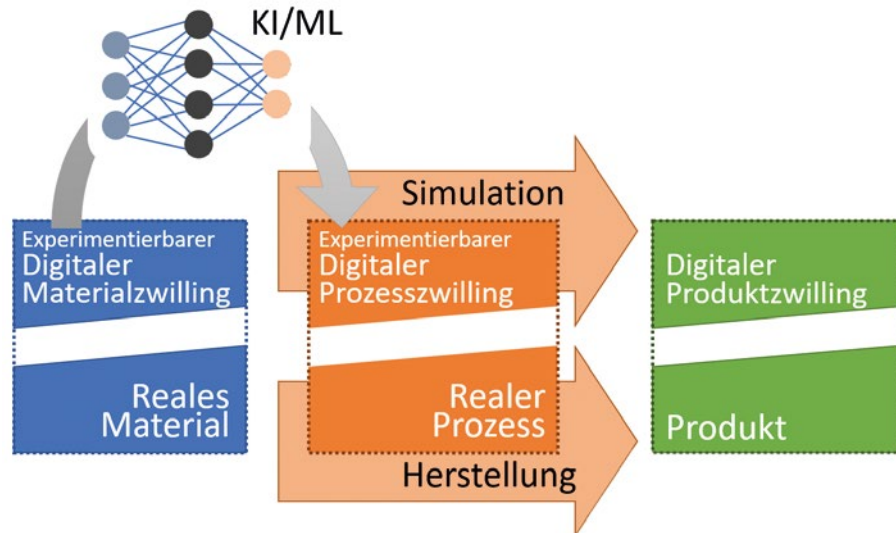 KI/ML
Simulation
Experimentierbarer
Digitaler
Materialzwilling
Experimentierbarer
Digitaler
Prozesszwilling
Digitaler
Produktzwilling
Reales
Material
Realer
Prozess
Produkt
Herstellung